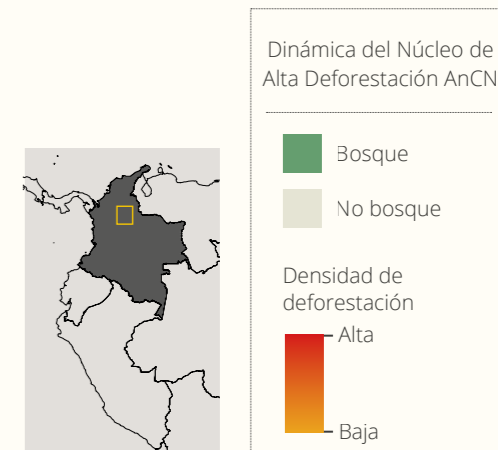 Dinámica del Núcleo de
Alta Deforestación AnCN
Bosque
No bosque
Densidad de
deforestación
Alta
Baja